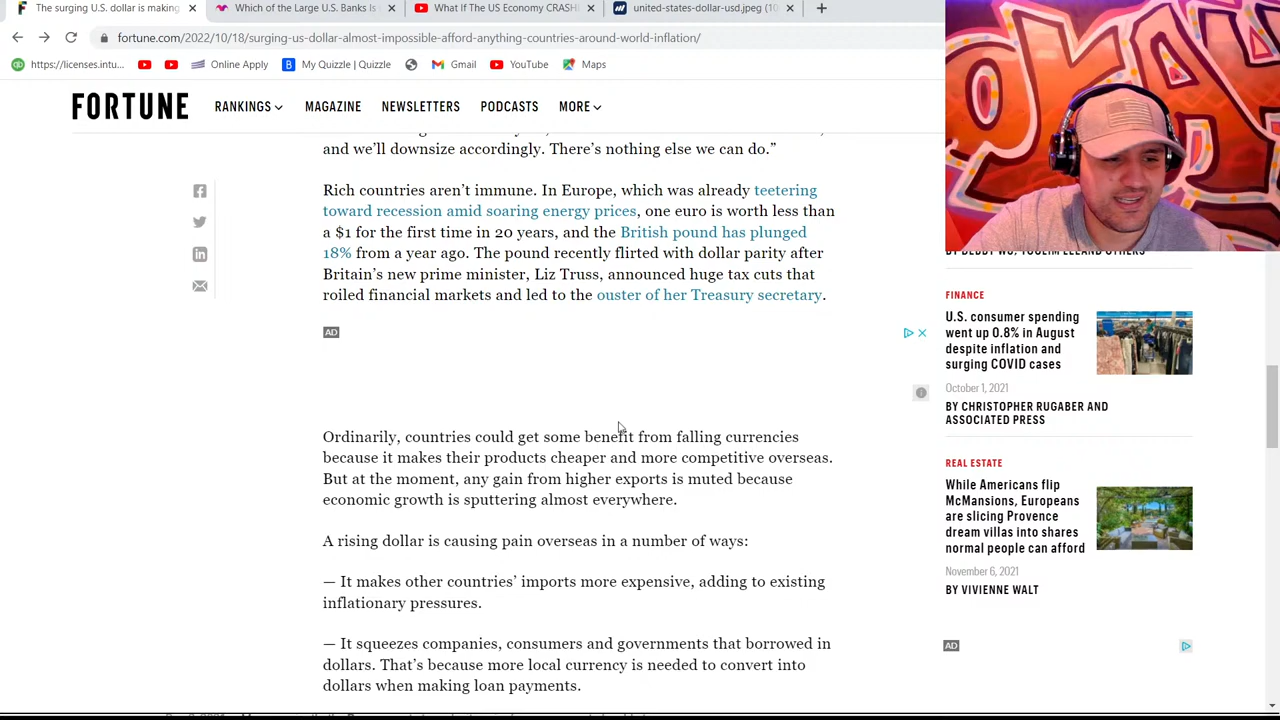 The surging U.S. dollar is making
Which of the Large U.S. Banks Is
What If The US Economy CRASH
united-states-dollar-usd.jpeg (10
fortune.com/2022/10/18/surging-us-dollar-almost-impossible-afford-anything-countries-around-world-inflation/
https://licenses.intu...
Online Apply
My Quizzle | Quizzle
Gmail
YouTube
Maps
FORTUNE
RANKINGS
MAGAZINE
NEWSLETTERS
PODCASTS
MORE
and we'll downsize accordingly. There's nothing else we can do.”
Rich countries aren't immune. In Europe, which was already teetering
toward recession amid soaring energy prices, one euro is worth less than
a $1 for the first time in 20 years, and the British pound has plunged
18% from a year ago. The pound recently flirted with dollar parity after
Britain's new prime minister, Liz Truss, announced huge tax cuts that
roiled financial markets and led to the ouster of her Treasury secretary.
AD
Ordinarily, countries could get some benefit from falling currencies
because it makes their products cheaper and more competitive overseas.
But at the moment, any gain from higher exports is muted because
economic growth is sputtering almost everywhere.
A rising dollar is causing pain overseas in a number of ways:
— It makes other countries' imports more expensive, adding to existing
inflationary pressures.
— It squeezes companies, consumers and governments that borrowed in
dollars. That's because more local currency is needed to convert into
dollars when making loan payments.
FINANCE
U.S. consumer spending
went up 0.8% in August
despite inflation and
surging COVID cases
October 1, 2021
BY CHRISTOPHER RUGABER AND
ASSOCIATED PRESS
REAL ESTATE
While Americans flip
McMansions, Europeans
are slicing Provence
dream villas into shares
normal people can afford
November 6, 2021
BY VIVIENNE WALT
AD